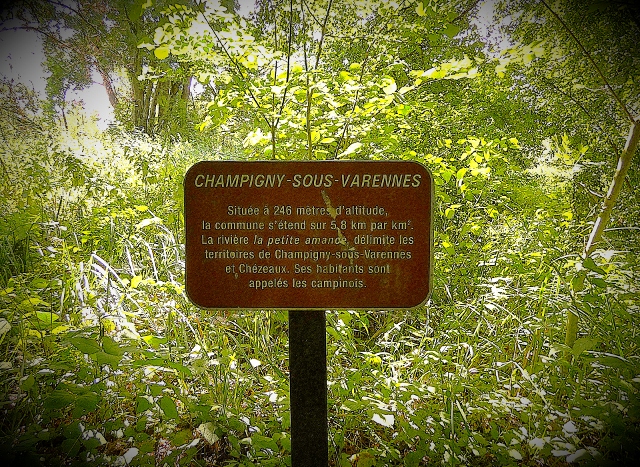 CHAMPIGNY-SOUS-VARENNES
Située à 246 mètres d'altitude,
la commune s'étend sur 5,8 km par km².
La rivière la petite amance, délimite les
territoires de Champigny-sous-Varennes
et Chézeaux. Ses habitants sont
appelés les campinois.